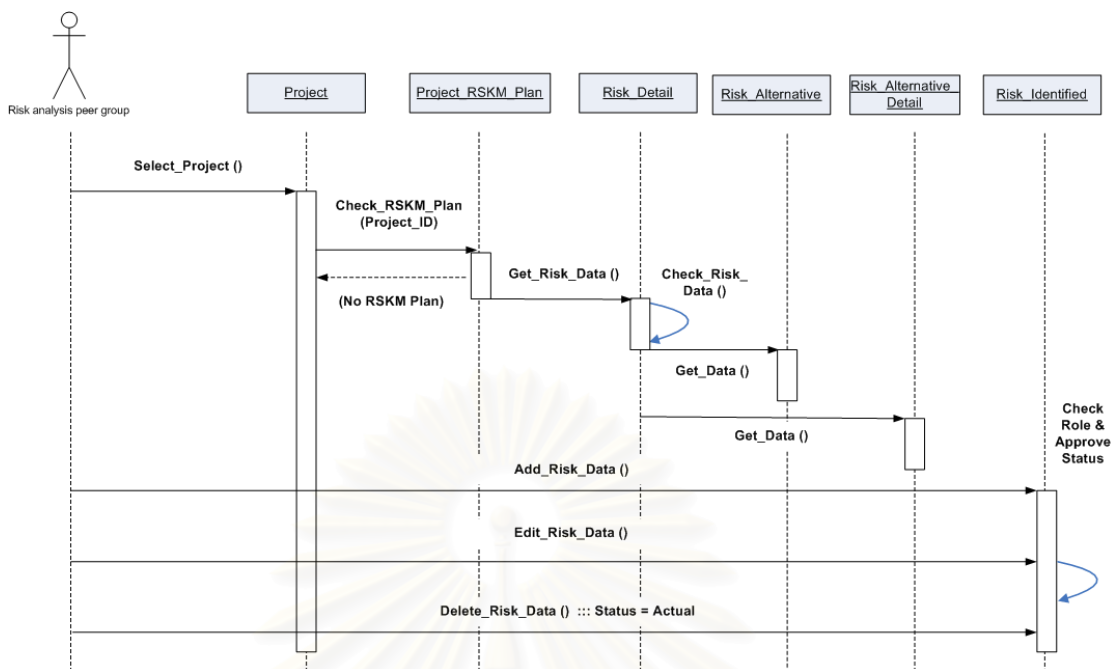 Risk analysis peer group
Project
Project_RSKM_Plan
Risk_Detail
Risk_Alternative
Risk_Alternative_
Detail
Risk_Identified
Select_Project ()
Check_RSKM_Plan
(Project_ID)
(No RSKM Plan)
Get_Risk_Data ()
Check_Risk_
Data ()
Get_Data ()
Get_Data ()
Check
Role &
Approve
Status
Add_Risk_Data ()
Edit_Risk_Data ()
Delete_Risk_Data () ::: Status = Actual